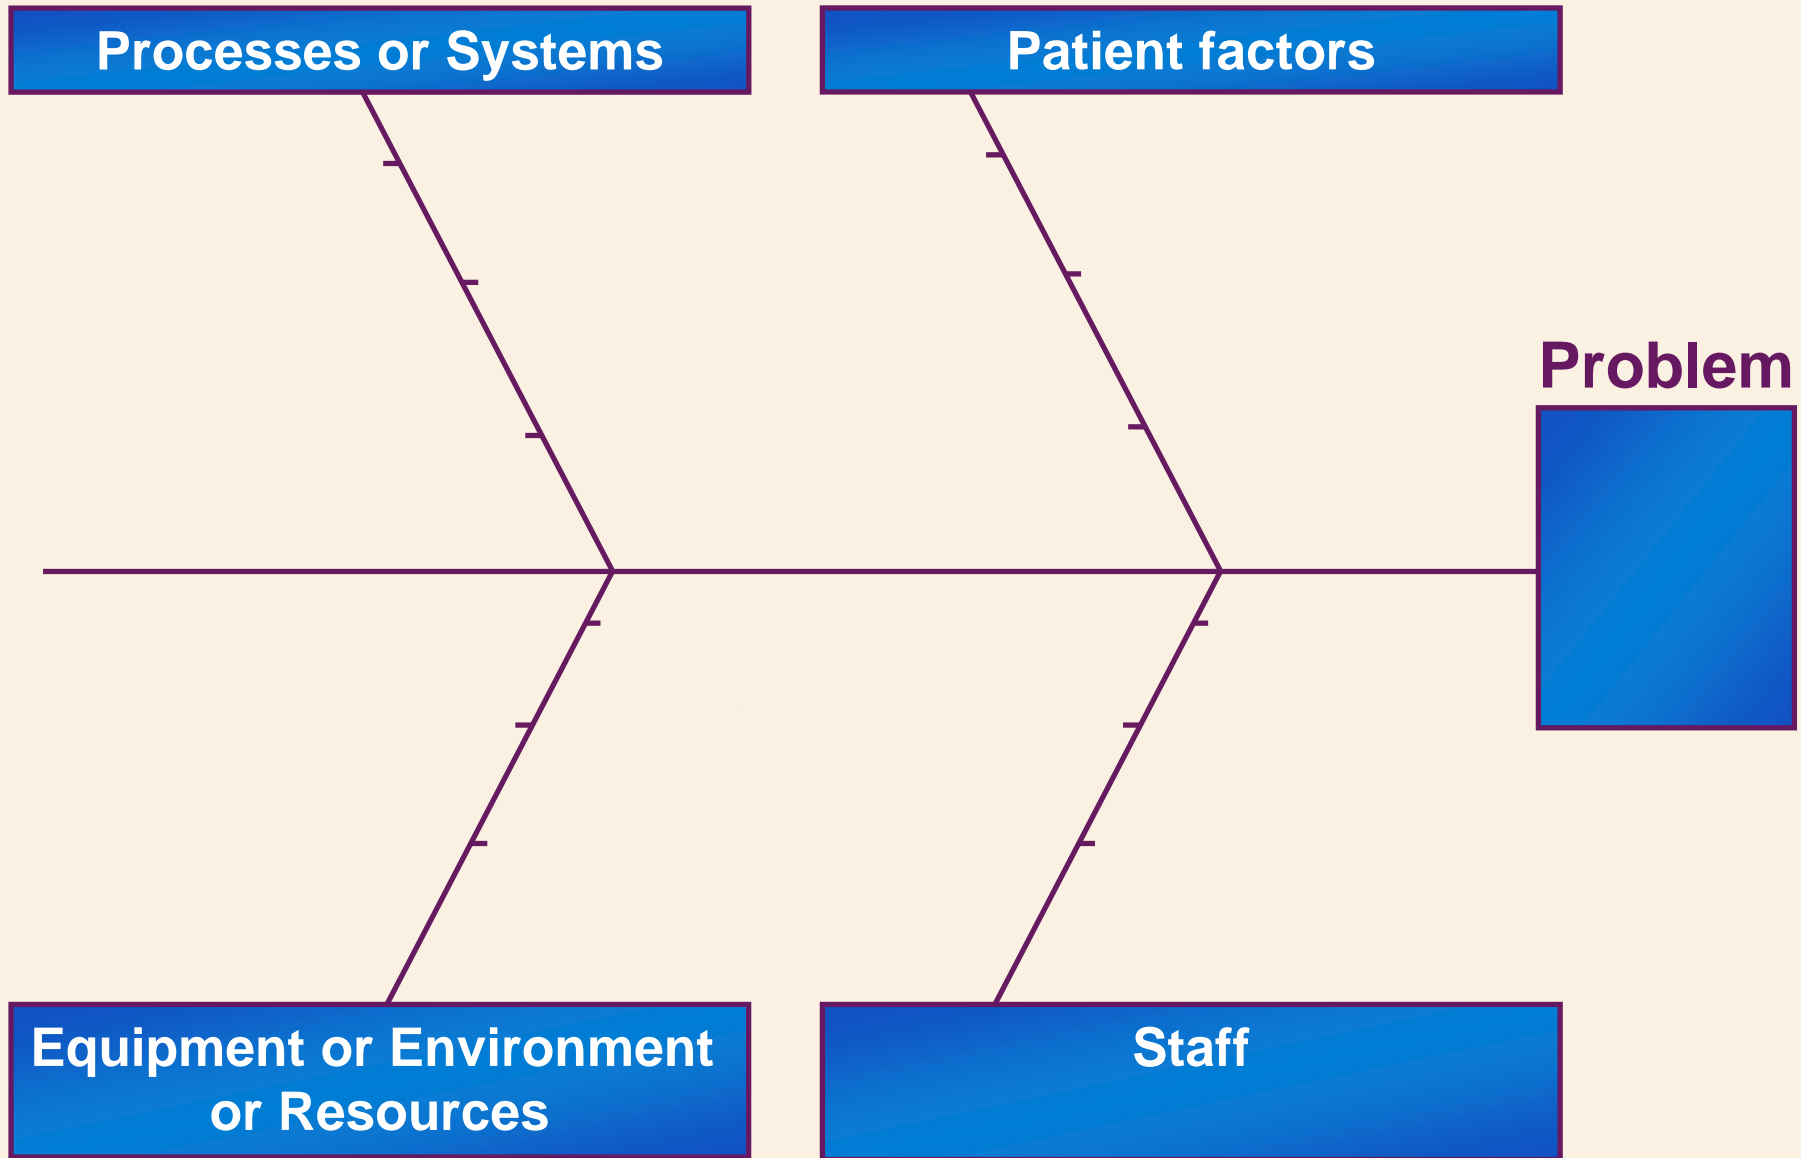 Processes or Systems
Patient factors
Problem
Equipment or Environment
or Resources
Staff